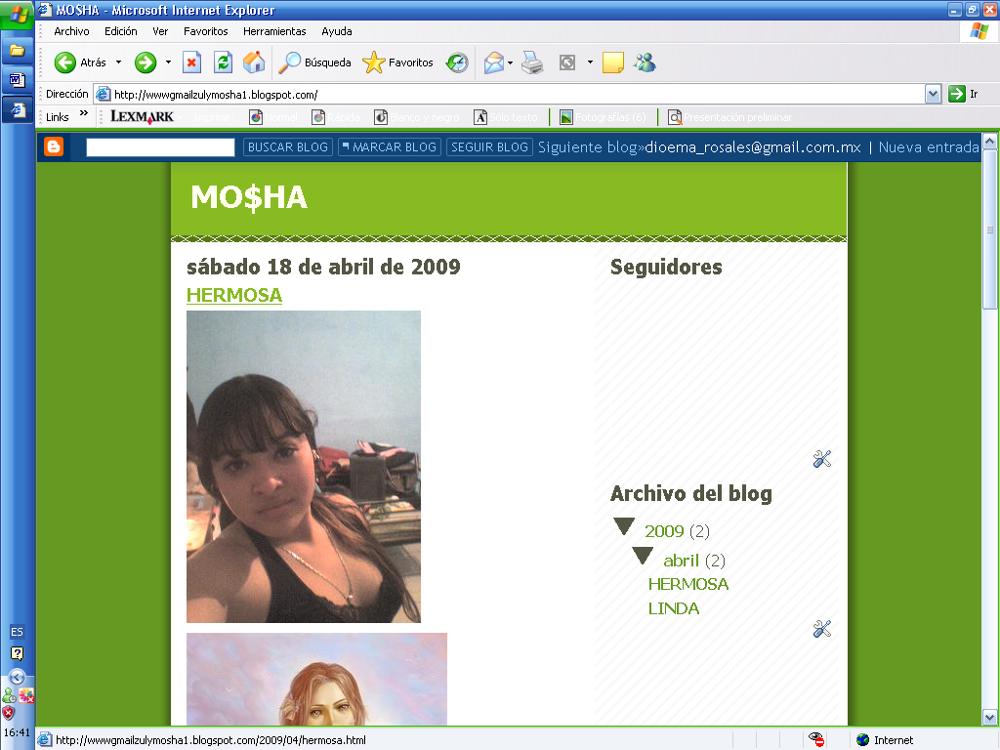 MO$HA - Microsoft Internet Explorer
Archivo Edición Ver Favoritos Herramientas Ayuda
Atrás Búsqueda Favoritos
Dirección http://wwwgmailzulymosha1.blogspot.com/ Ir
Links » LEXMARK Imprimir Normal Rápida Blanco y negro Sólo texto Fotografías (6) Presentación preliminar
BUSCAR BLOG MARCAR BLOG SEGUIR BLOG Siguiente blog» dioema_rosales@gmail.com.mx | Nueva entrada
MO$HA
sábado 18 de abril de 2009
HERMOSA
Seguidores
Archivo del blog
▼ 2009 (2)
▼ abril (2)
HERMOSA
LINDA
ES
16:41
http://wwwgmailzulymosha1.blogspot.com/2009/04/hermosa.html Internet